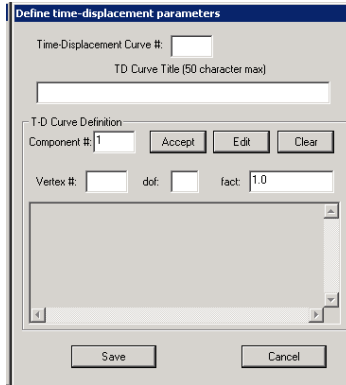 Define time-displacement parameters
Time-Displacement Curve #:
TD Curve Title (50 character max)
T-D Curve Definition
Component #: 1 Accept Edit Clear
Vertex #: dof: fact: 1.0
Save Cancel